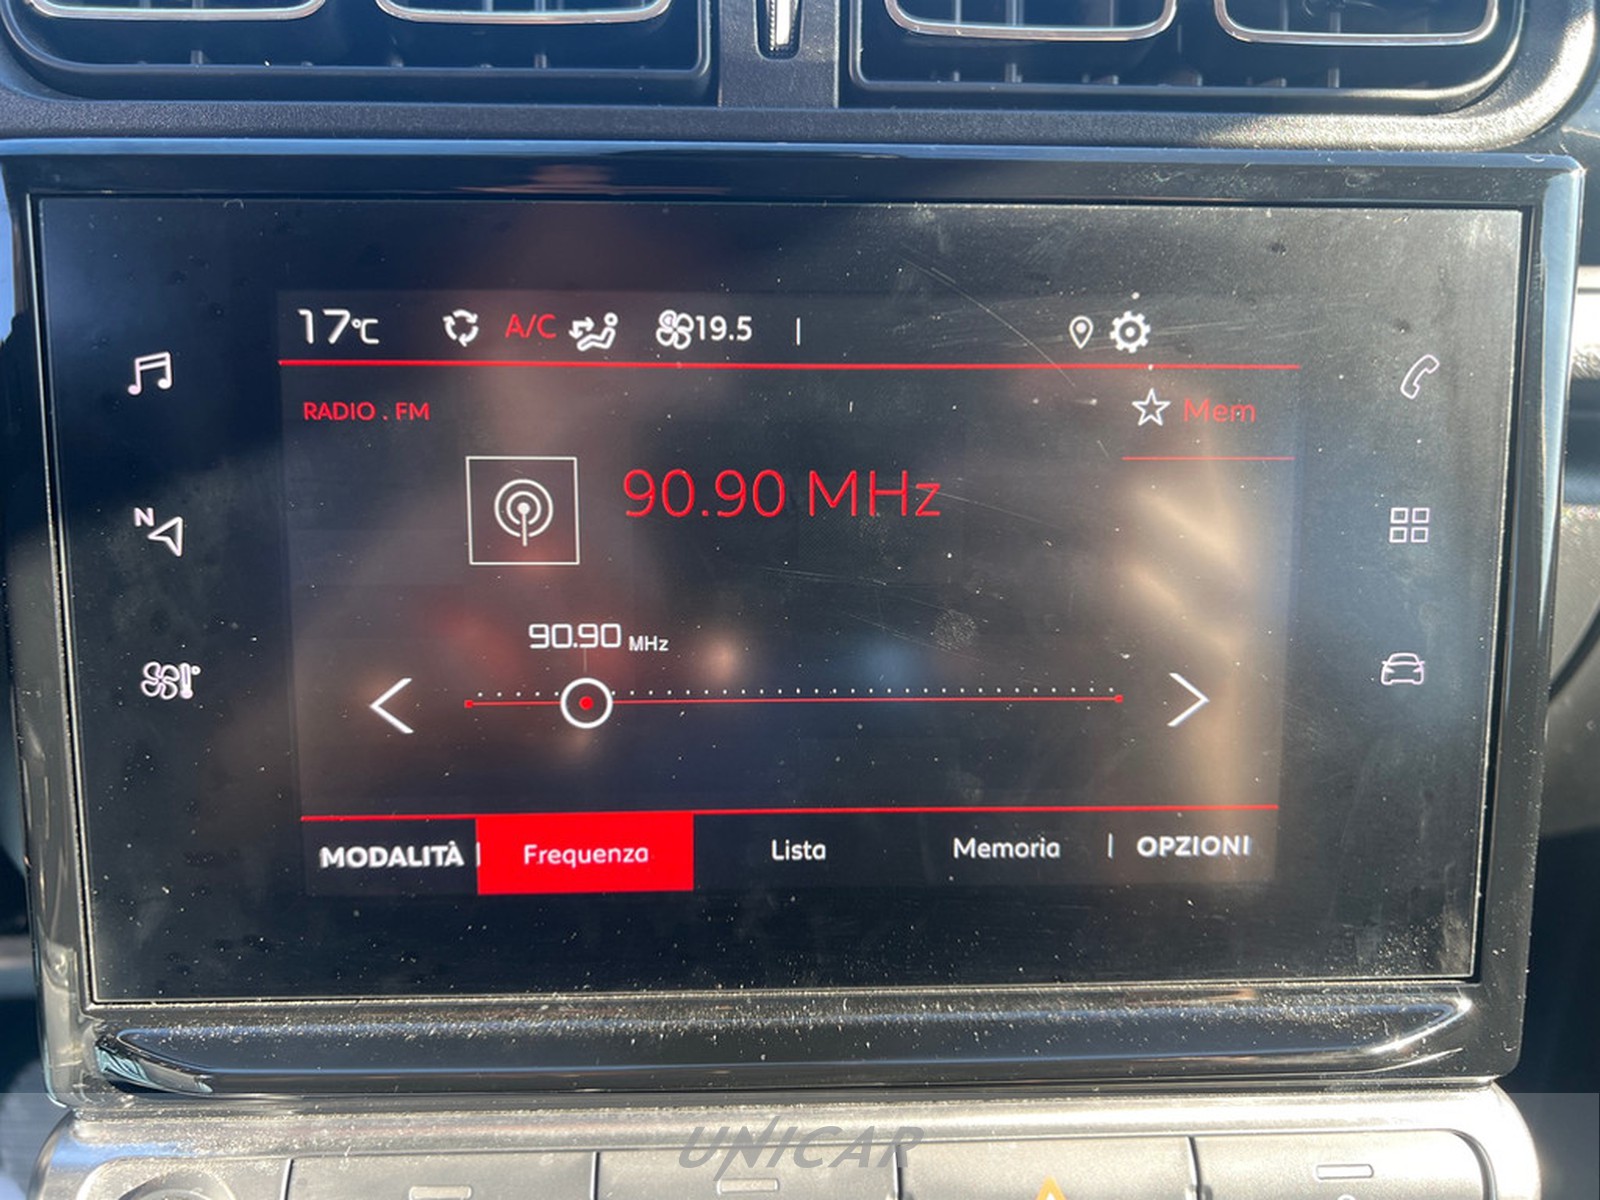 17°C A/C 19.5 |
RADIO . FM
Mem
90.90 MHz
90.90 MHz
N
MODALITÀ | Frequenza Lista Memoria | OPZIONI
UNICAR